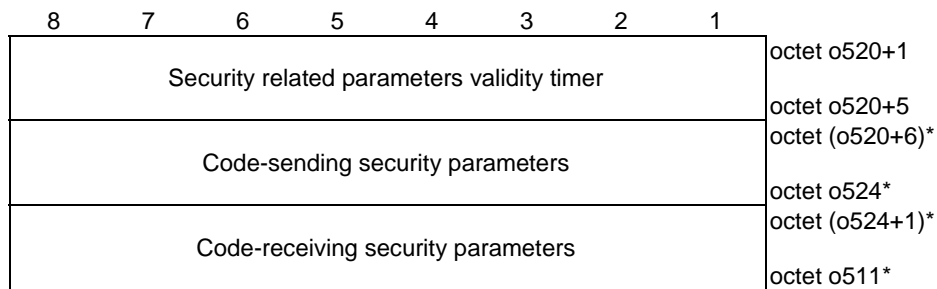 8 7 6 5 4 3 2 1
octet o520+1
Security related parameters validity timer
octet o520+5
octet (o520+6)*
Code-sending security parameters
octet o524*
octet (o524+1)*
Code-receiving security parameters
octet o511*